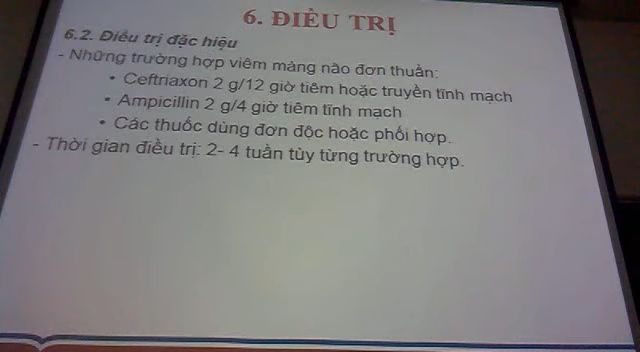 6. ĐIỀU TRỊ
6.2. Điều trị đặc hiệu
- Những trường hợp viêm màng não đơn thuần:
• Ceftriaxon 2 g/12 giờ tiêm hoặc truyền tĩnh mạch
• Ampicillin 2 g/4 giờ tiêm tĩnh mạch
• Các thuốc dùng đơn độc hoặc phối hợp.
- Thời gian điều trị: 2- 4 tuần tùy từng trường hợp.